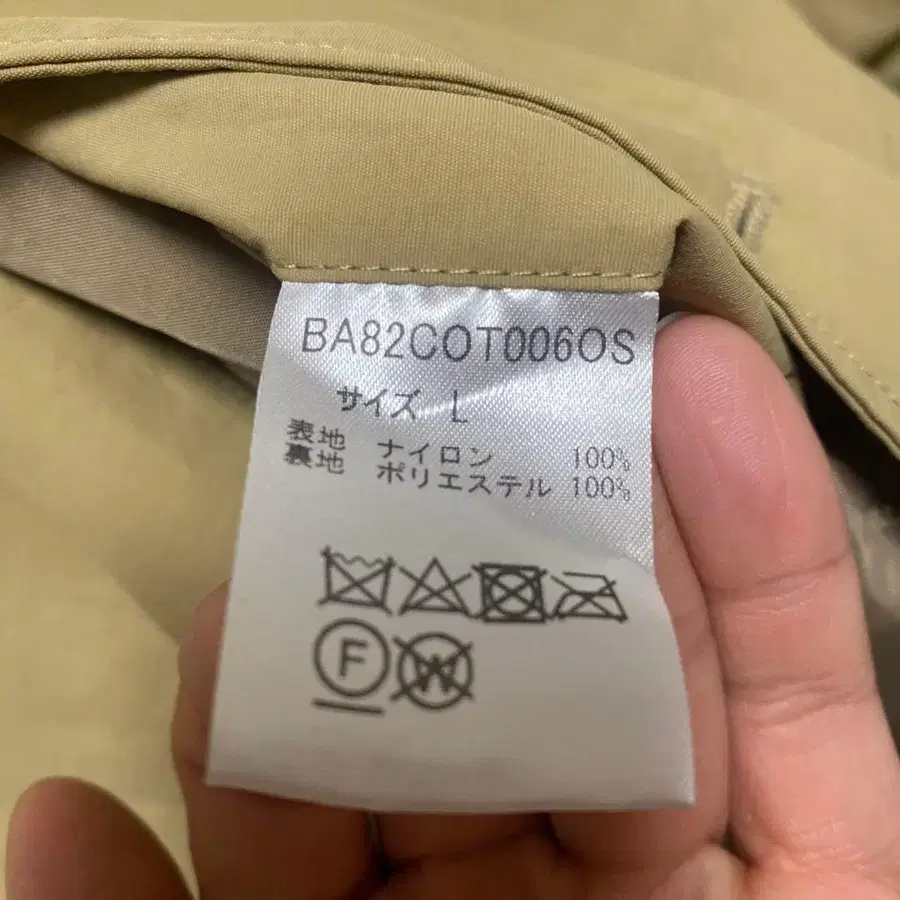 BA82COT006OS
サイズ L
表地 ナイロン 100%
裏地 ポリエステル 100%
F
W